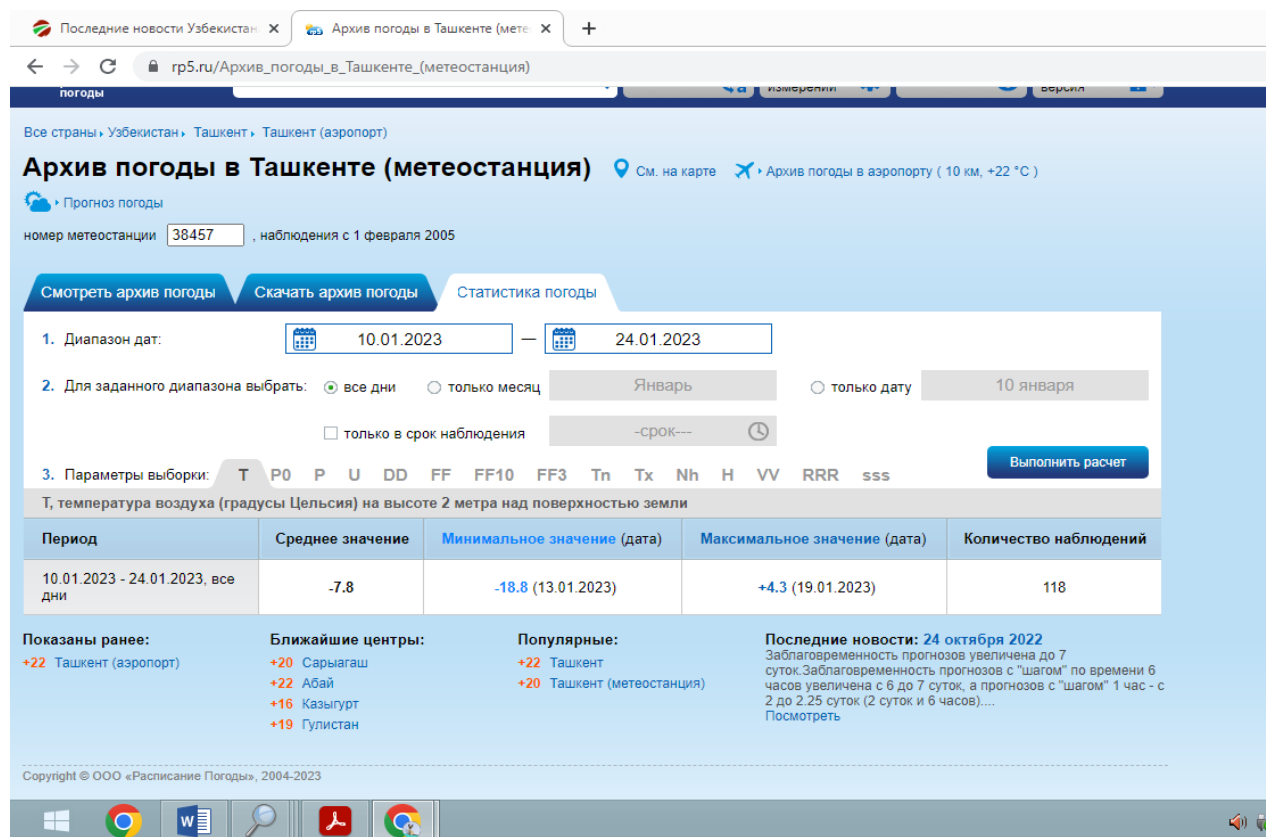 Последние новости Узбекистан
Архив погоды в Ташкенте (мете
rp5.ru/Архив_погоды_в_Ташкенте_(метеостанция)
погоды
измерений
версия
Все страны › Узбекистан › Ташкент › Ташкент (аэропорт)
Архив погоды в Ташкенте (метеостанция) См. на карте › Архив погоды в аэропорту ( 10 км, +22 °C )
› Прогноз погоды
номер метеостанции 38457 , наблюдения с 1 февраля 2005
Смотреть архив погоды Скачать архив погоды Статистика погоды
1. Диапазон дат: 10.01.2023 — 24.01.2023
2. Для заданного диапазона выбрать: все дни только месяц Январь только дату 10 января
только в срок наблюдения -срок---
3. Параметры выборки: T P0 P U DD FF FF10 FF3 Tn Tx Nh H VV RRR sss Выполнить расчет
T, температура воздуха (градусы Цельсия) на высоте 2 метра над поверхностью земли
Период Среднее значение Минимальное значение (дата) Максимальное значение (дата) Количество наблюдений
10.01.2023 - 24.01.2023, все
дни
-7.8 -18.8 (13.01.2023) +4.3 (19.01.2023) 118
Показаны ранее:
+22 Ташкент (аэропорт)
Ближайшие центры:
+20 Сарыагаш
+22 Абай
+16 Казыгурт
+19 Гулистан
Популярные:
+22 Ташкент
+20 Ташкент (метеостанция)
Последние новости: 24 октября 2022
Заблаговременность прогнозов увеличена до 7
суток.Заблаговременность прогнозов с "шагом" по времени 6
часов увеличена с 6 до 7 суток, а прогнозов с "шагом" 1 час - с
2 до 2.25 суток (2 суток и 6 часов)....
Посмотреть
Copyright © ООО «Расписание Погоды», 2004-2023